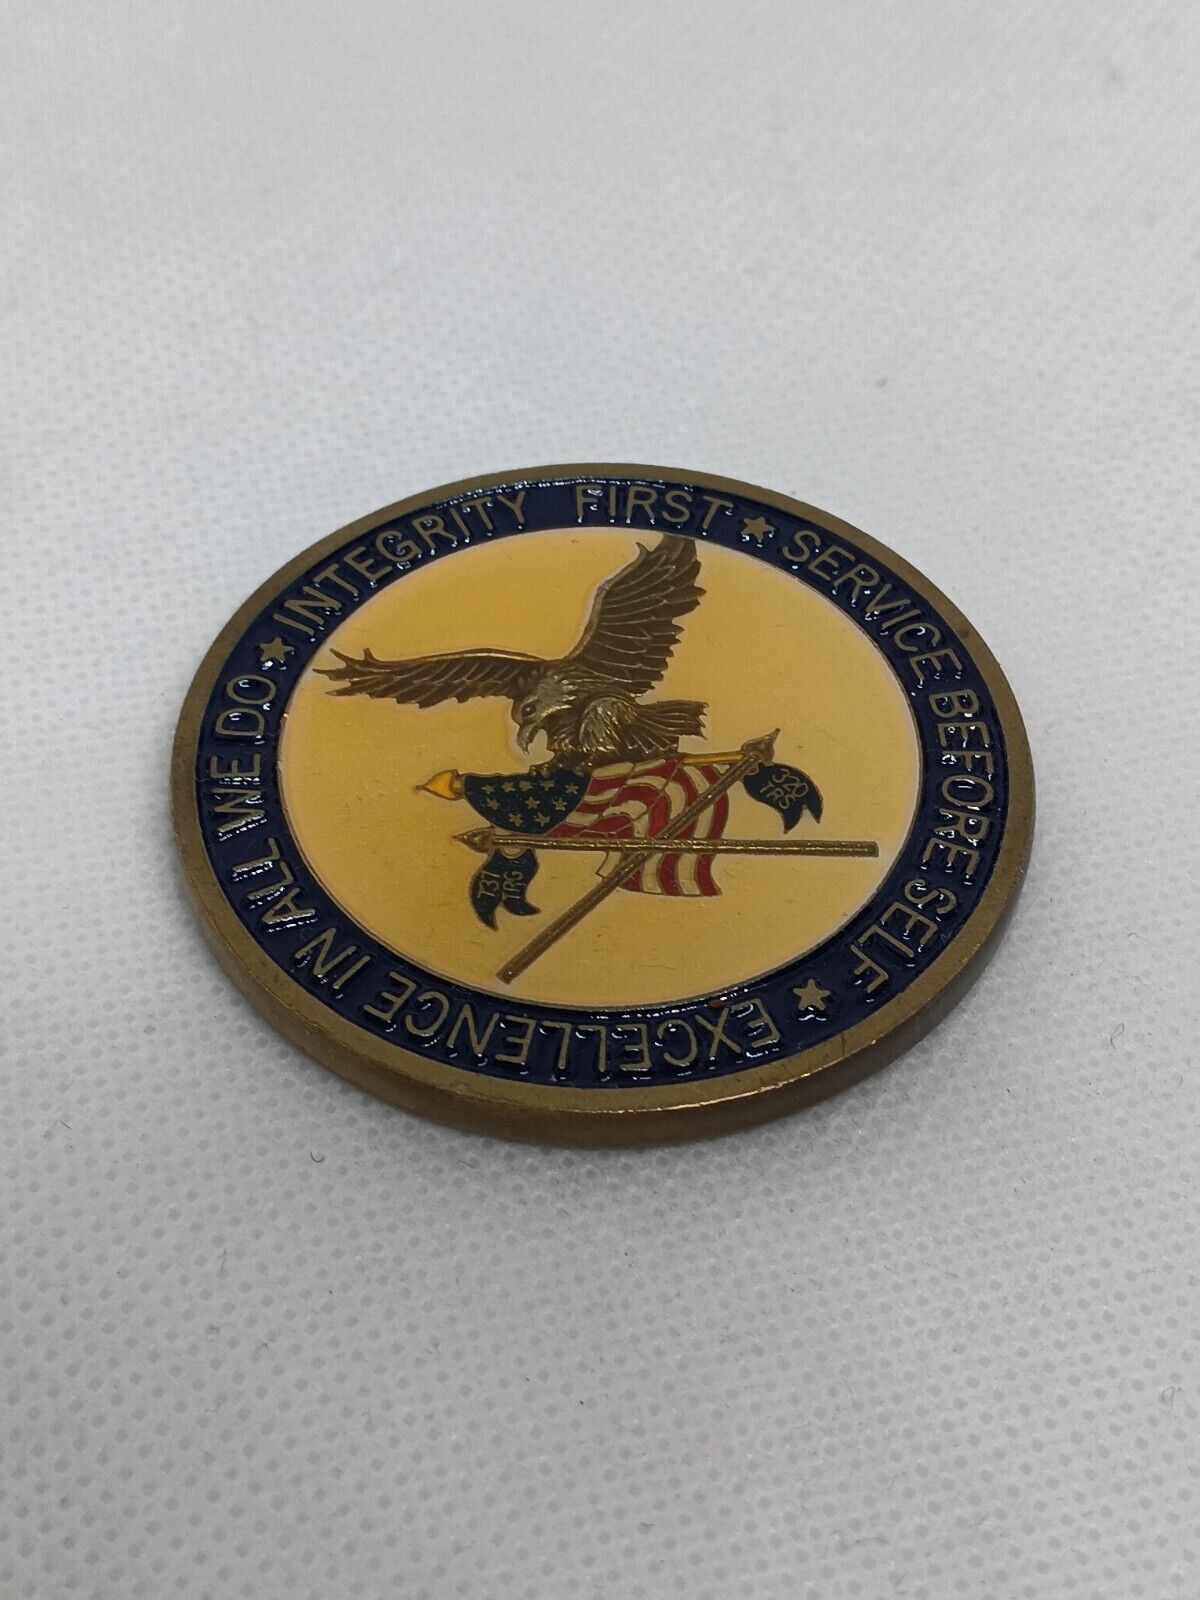 INTEGRITY FIRST ★ SERVICE BEFORE SELF ★ EXCELLENCE IN ALL WE DO ★
320
TRS
737
TRG